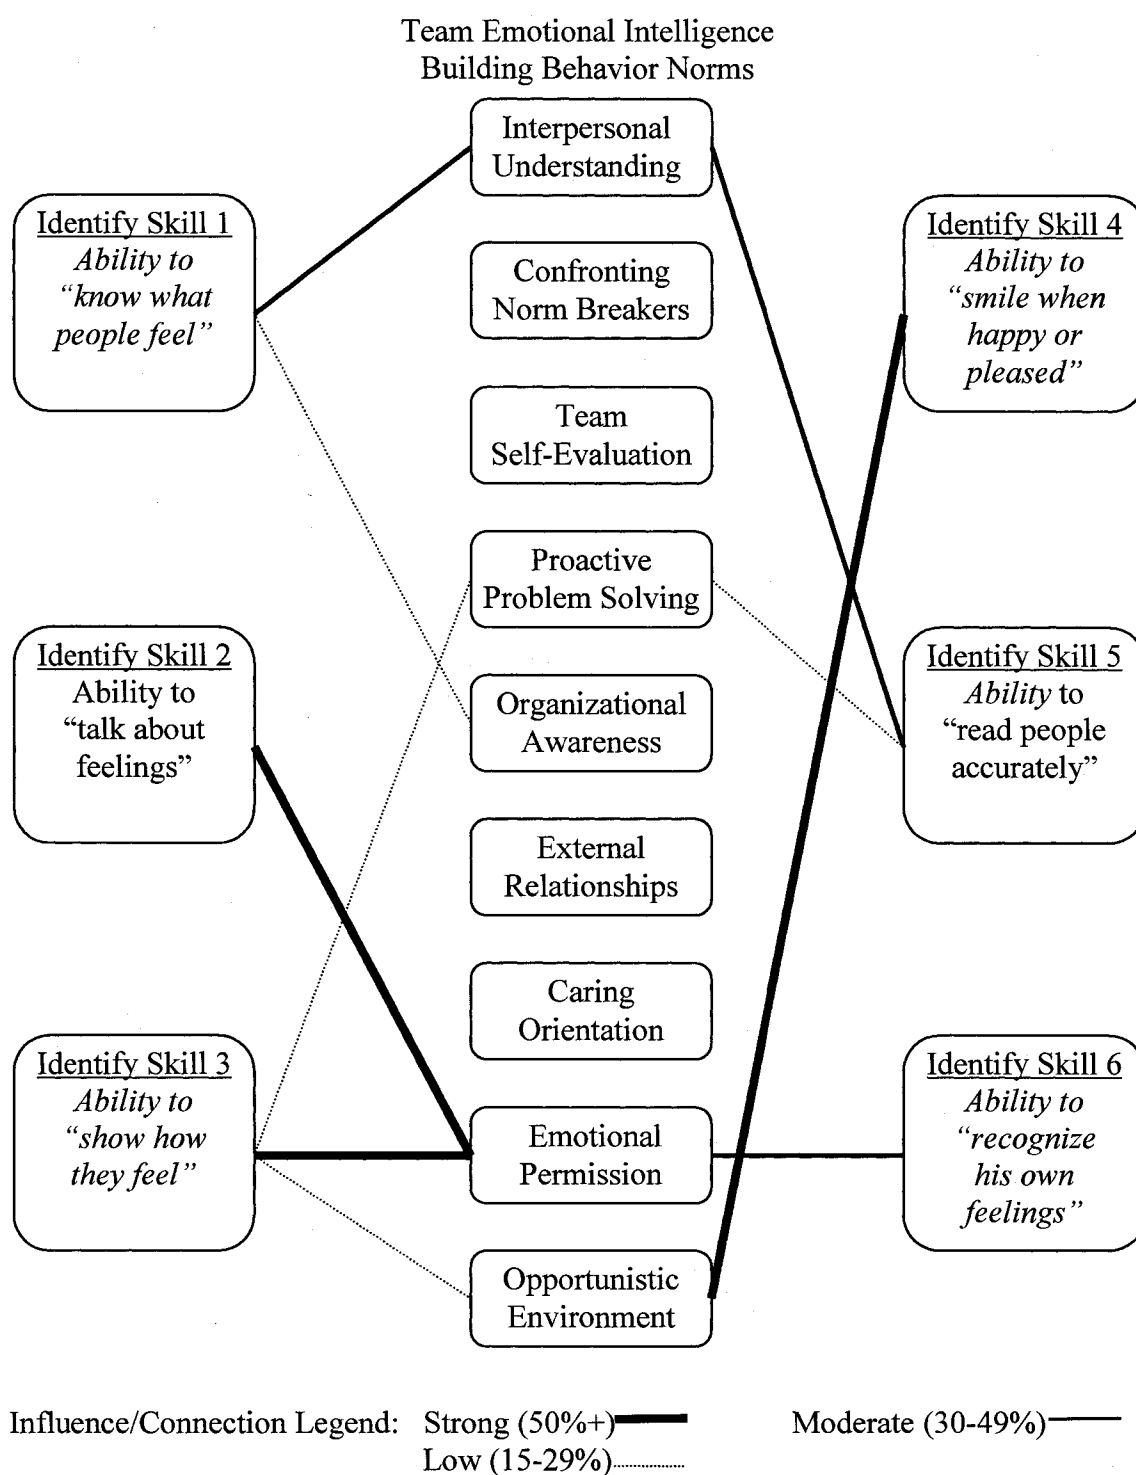 Team Emotional Intelligence
Building Behavior Norms
Interpersonal
Understanding
Identify Skill 1
Ability to
“know what
people feel”
Confronting
Norm Breakers
Identify Skill 4
Ability to
“smile when
happy or
pleased”
Team
Self-Evaluation
Proactive
Problem Solving
Identify Skill 2
Ability to
“talk about
feelings”
Organizational
Awareness
Identify Skill 5
Ability to
“read people
accurately”
External
Relationships
Caring
Orientation
Identify Skill 3
Ability to
“show how
they feel”
Emotional
Permission
Identify Skill 6
Ability to
“recognize
his own
feelings”
Opportunistic
Environment
Influence/Connection Legend: Strong (50%+) Moderate (30-49%)
Low (15-29%)